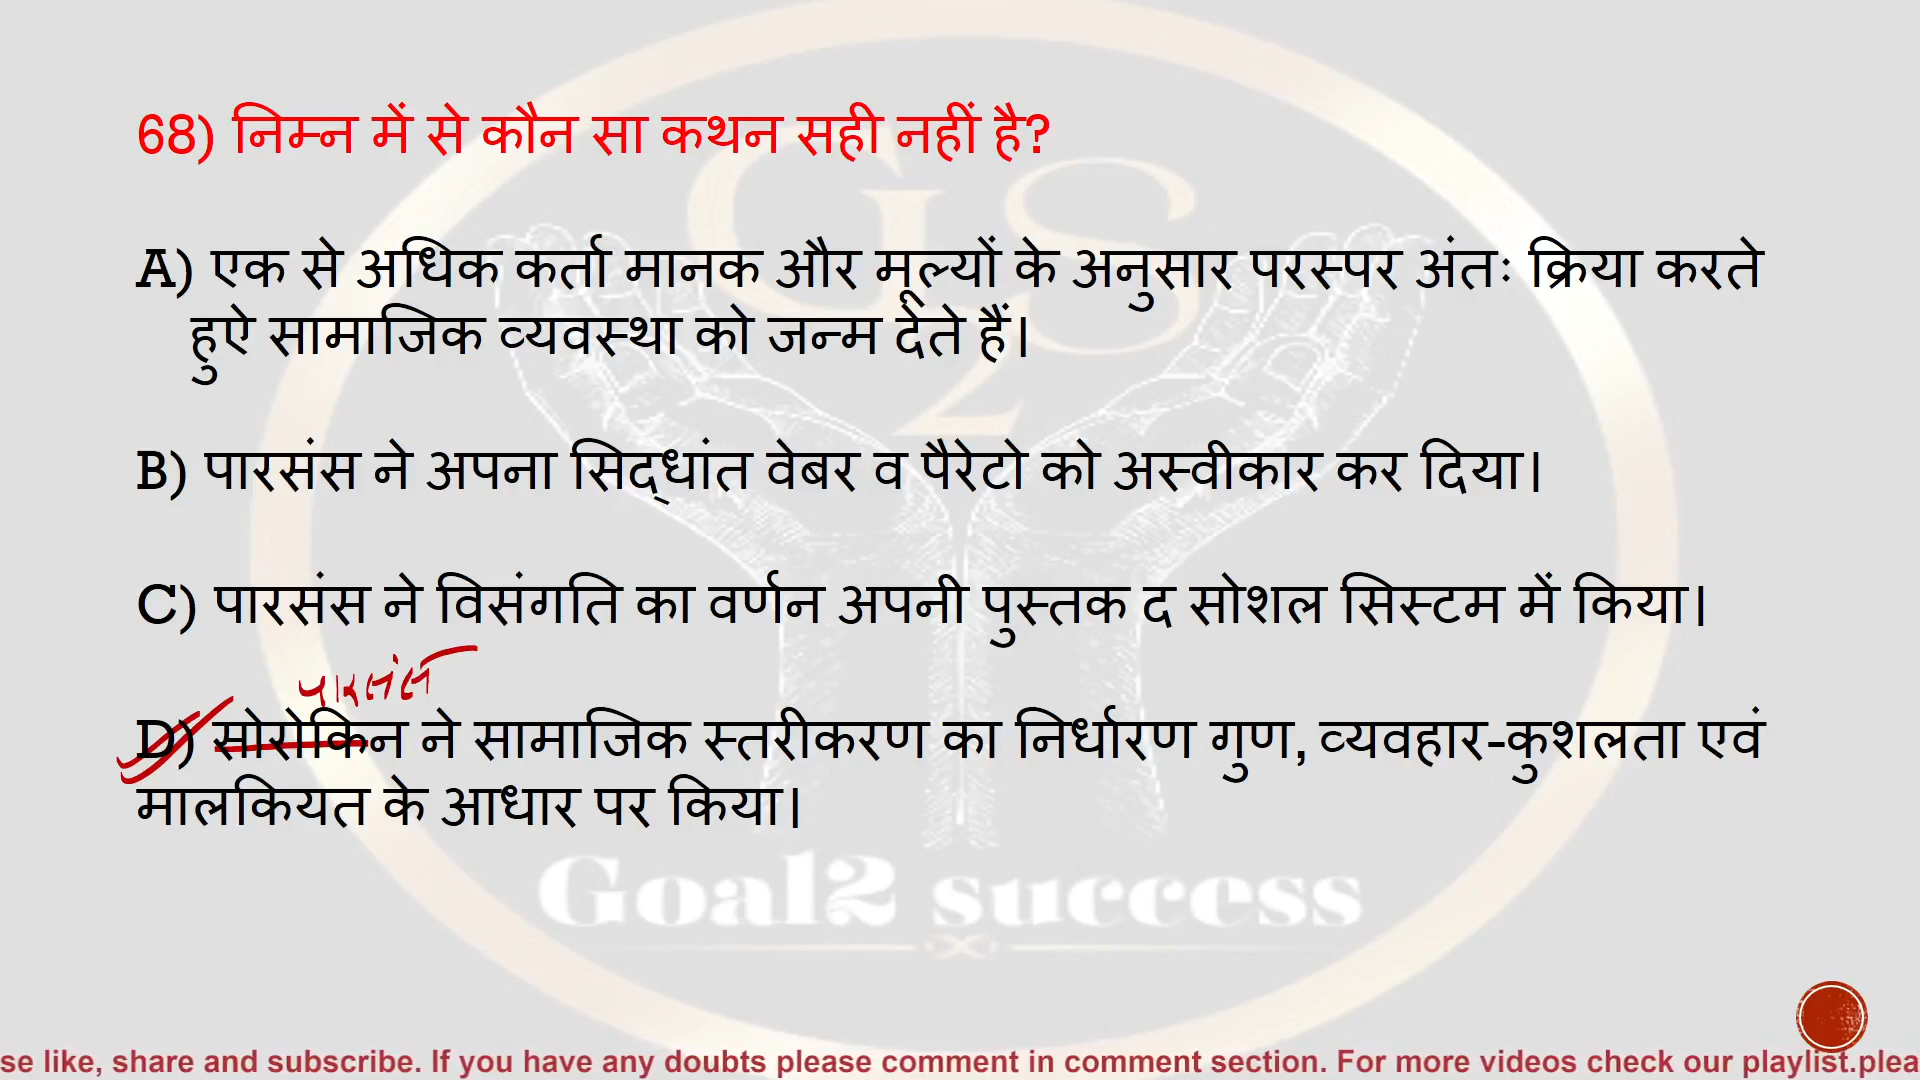 68) निम्न में से कौन सा कथन सही नहीं है?
A) एक से अधिक कर्ता मानक और मूल्यों के अनुसार परस्पर अंतः क्रिया करते
हुऐ सामाजिक व्यवस्था को जन्म देते हैं।
B) पारसंस ने अपना सिद्धांत वेबर व पैरेटो को अस्वीकार कर दिया।
C) पारसंस ने विसंगति का वर्णन अपनी पुस्तक द सोशल सिस्टम में किया।
पारसंस
D) सोरोकिन ने सामाजिक स्तरीकरण का निर्धारण गुण, व्यवहार-कुशलता एवं
मालकियत के आधार पर किया।
GS
2
Goal2 success
se like, share and subscribe. If you have any doubts please comment in comment section. For more videos check our playlist.plea